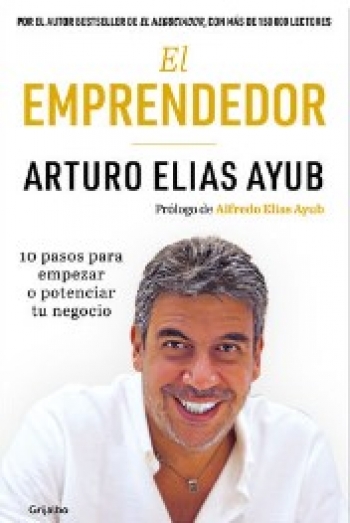 POR EL AUTOR BESTSELLER DE EL NEGOCIADOR, CON MÁS DE 150 000 LECTORES
El
EMPRENDEDOR
ARTURO ELIAS AYUB
Prólogo de Alfredo Elias Ayub
10 pasos para
empezar
o potenciar
tu negocio
Grijalbo